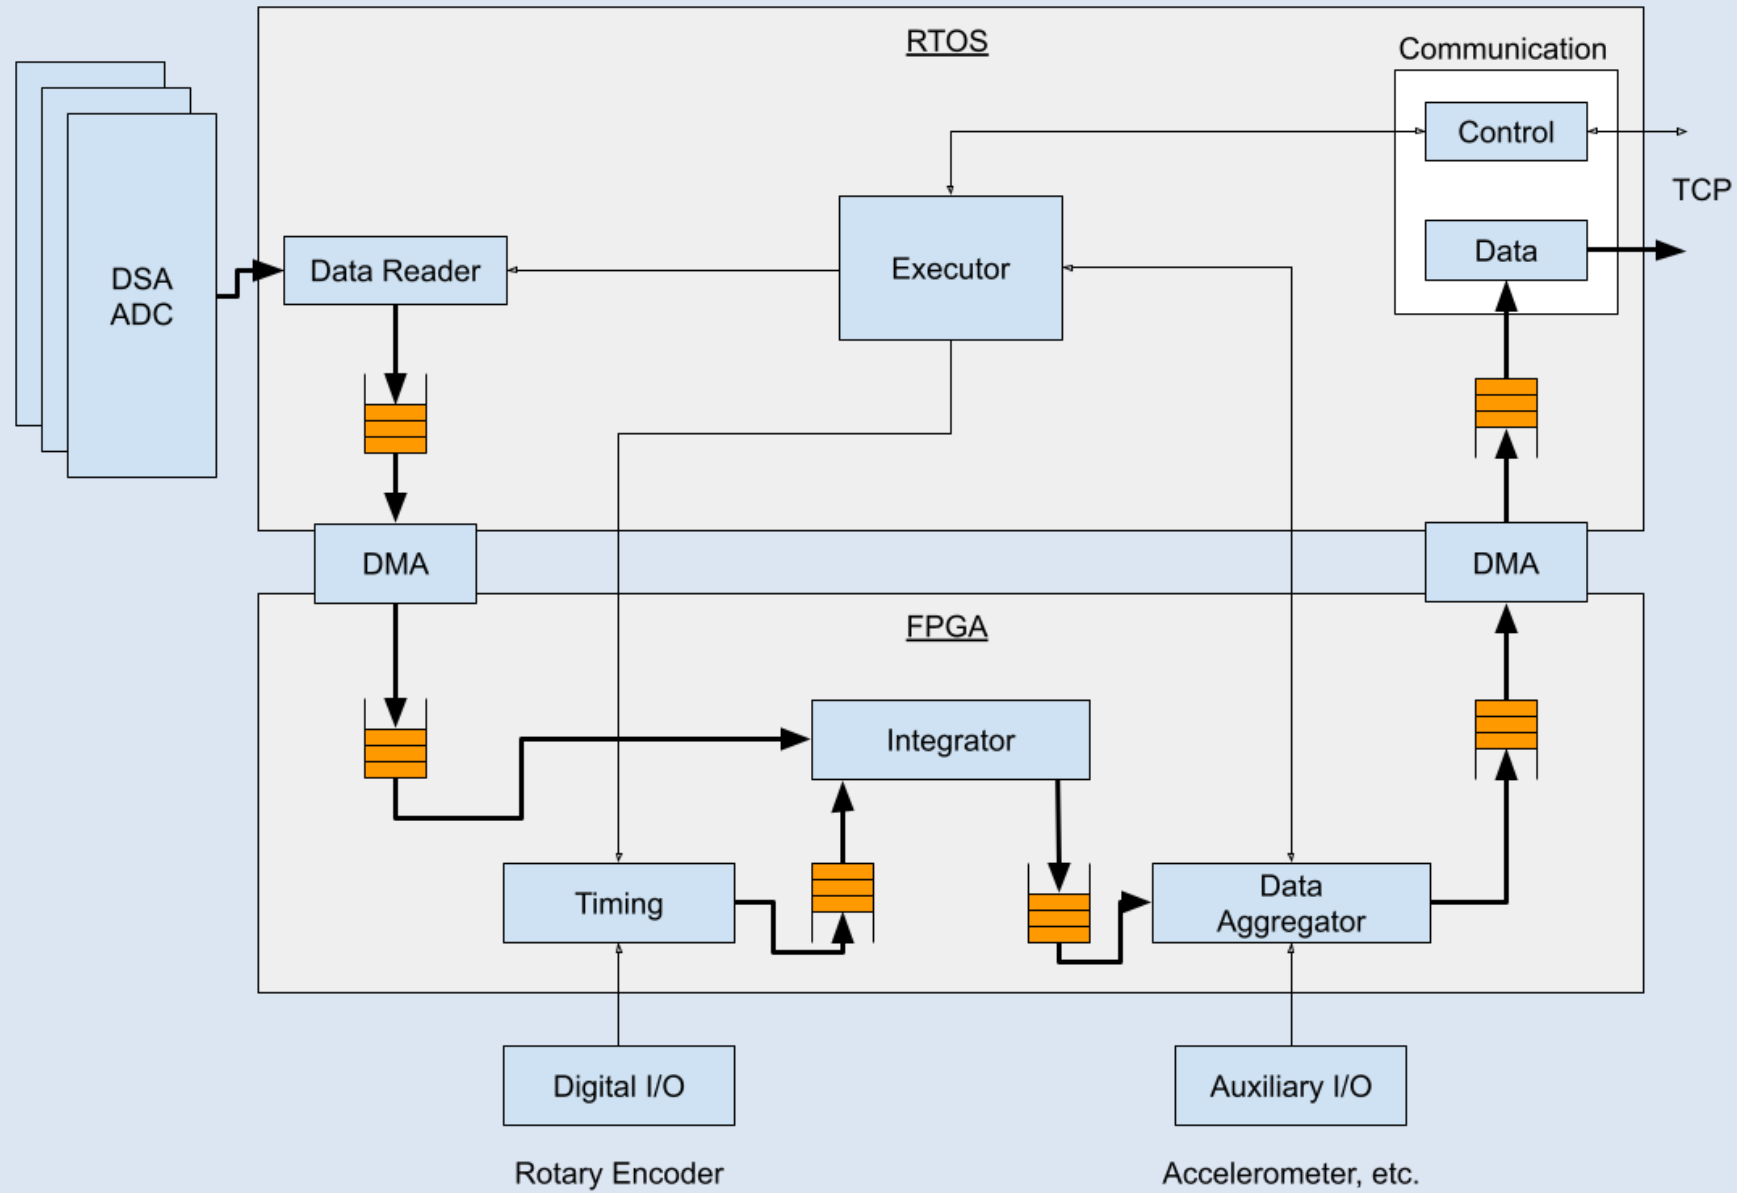 RTOS
Communication
Control
TCP
Data
Executor
Data Reader
DSA
ADC
DMA
DMA
FPGA
Integrator
Timing
Data
Aggregator
Digital I/O
Auxiliary I/O
Rotary Encoder
Accelerometer, etc.